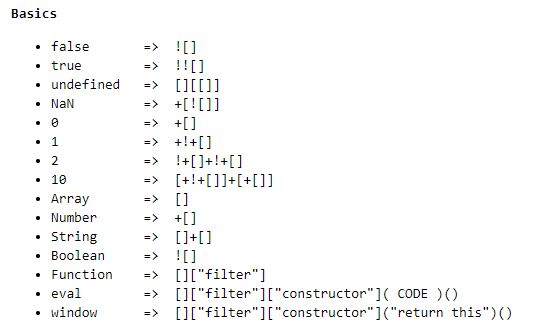 Basics
• false => ![]
• true => !![]
• undefined => [][[]]
• NaN => +[![]]
• 0 => +[]
• 1 => +!+[]
• 2 => !+[]+!+[]
• 10 => [+!+[]]+[+[]]
• Array => []
• Number => +[]
• String => []+[]
• Boolean => ![]
• Function => []["filter"]
• eval => []["filter"]["constructor"]( CODE )()
• window => []["filter"]["constructor"]("return this")()